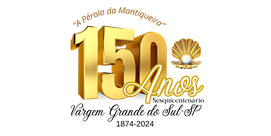 "A Pérola da Mantiqueira"
150
Anos
Sesquicentenário
Vargem Grande do Sul-SP
1874-2024